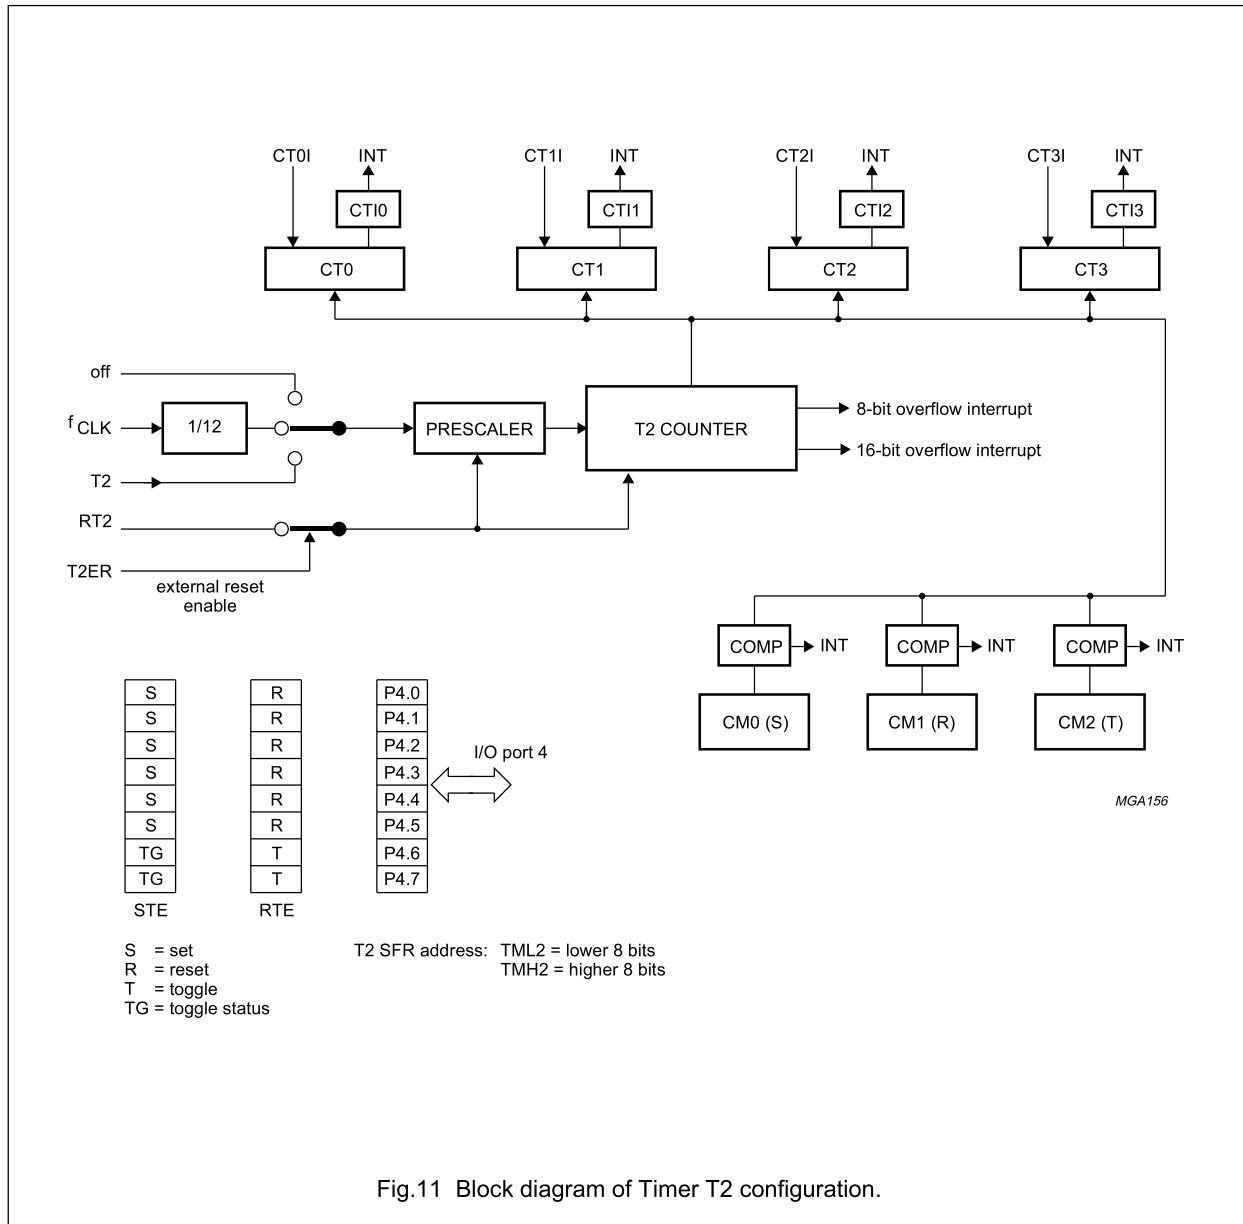 CT0I INT CT1I INT CT2I INT CT3I INT
CTI0 CTI1 CTI2 CTI3
CT0 CT1 CT2 CT3
off
f CLK 1/12 PRESCALER T2 COUNTER 8-bit overflow interrupt
16-bit overflow interrupt
T2
RT2
T2ER
external reset
enable
COMP INT COMP INT COMP INT
CM0 (S) CM1 (R) CM2 (T)
S R P4.0
S R P4.1
S R P4.2
I/O port 4
S R P4.3
S R P4.4
S R P4.5
TG T P4.6
TG T P4.7
STE RTE
MGA156
S = set
R = reset
T = toggle
TG = toggle status
T2 SFR address: TML2 = lower 8 bits
TMH2 = higher 8 bits
Fig.11 Block diagram of Timer T2 configuration.